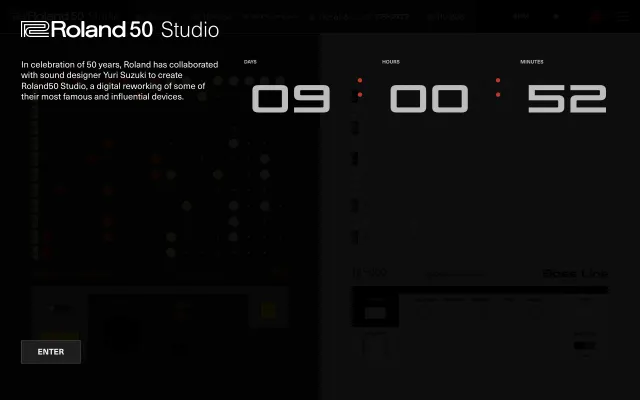 Roland50 Studio
In celebration of 50 years, Roland has collaborated
with sound designer Yuri Suzuki to create
Roland50 Studio, a digital reworking of some of
their most famous and influential devices.
DAYS
HOURS
MINUTES
09 : 00 : 52
Bass Line
ENTER